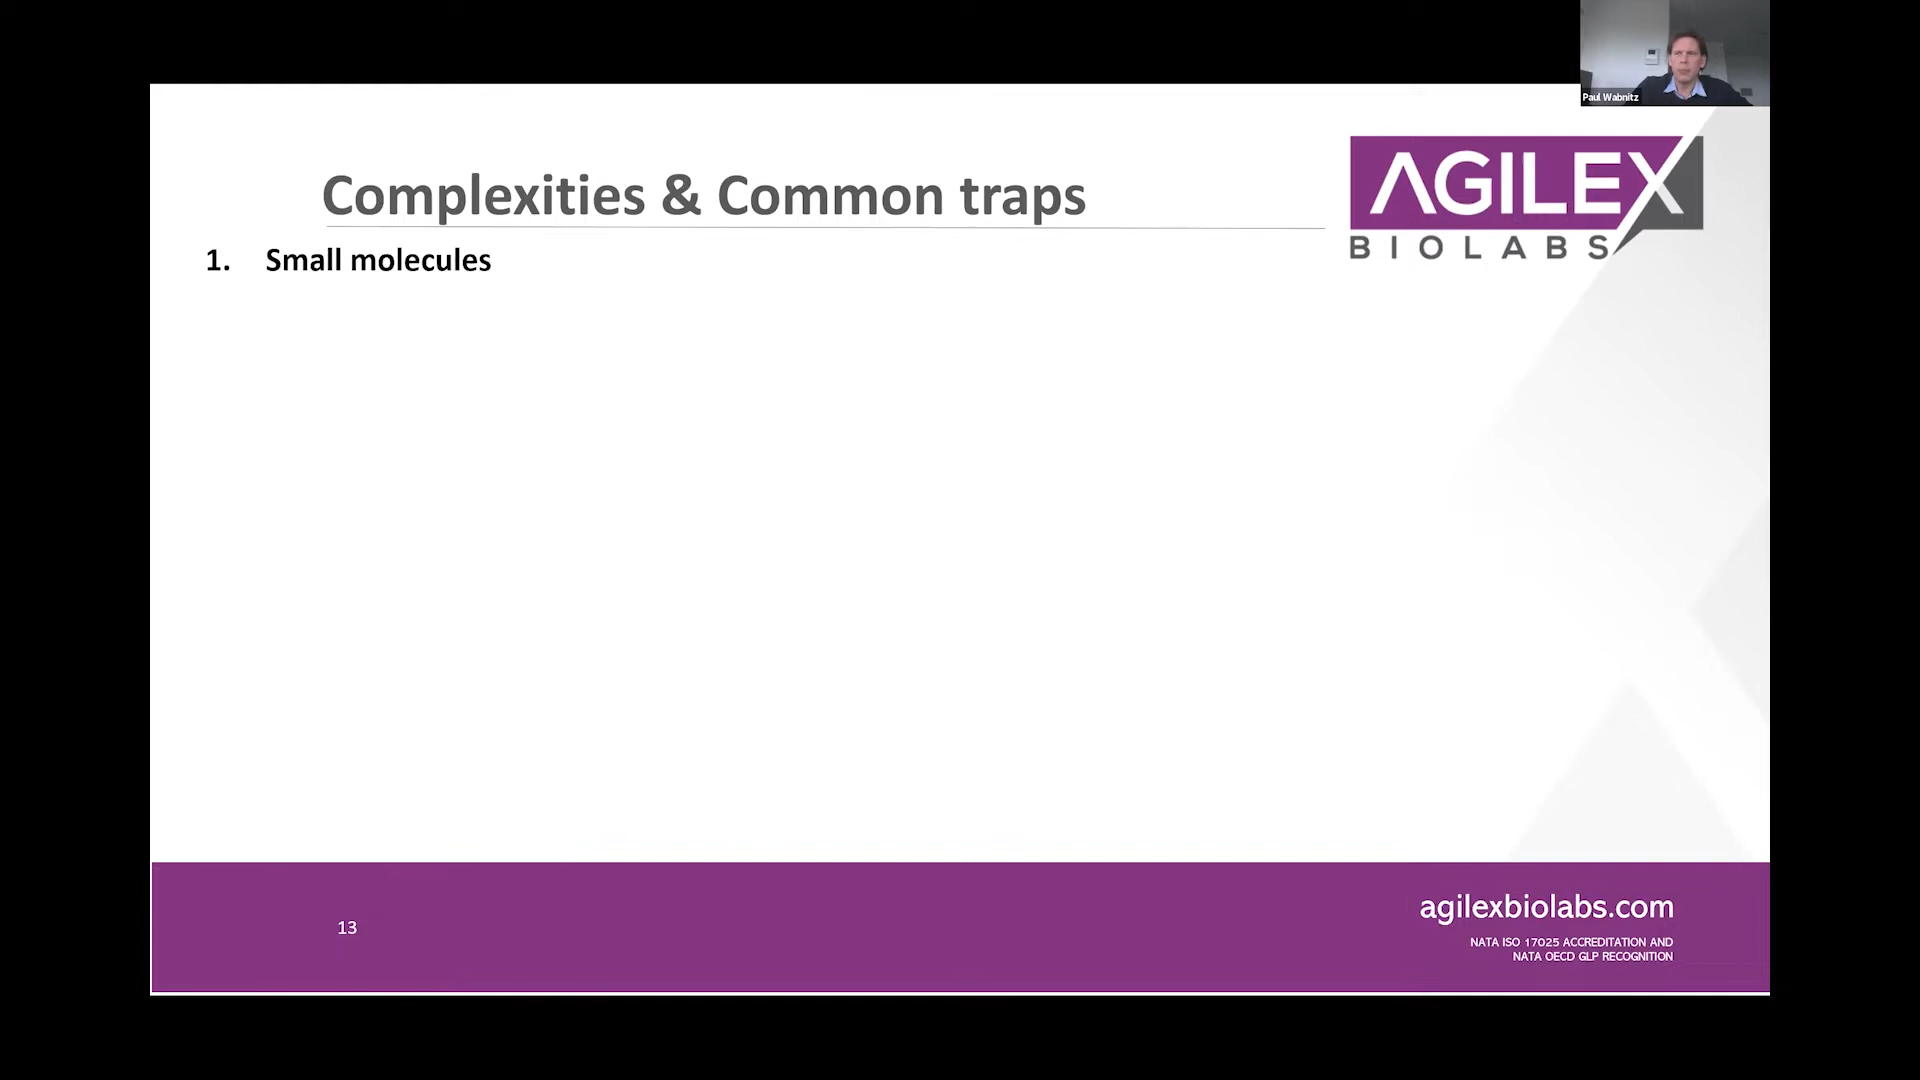 Paul Wabnitz
AGILEX
BIOLABS
Complexities & Common traps
1. Small molecules
13
agilexbiolabs.com
NATA ISO 17025 ACCREDITATION AND
NATA OECD GLP RECOGNITION